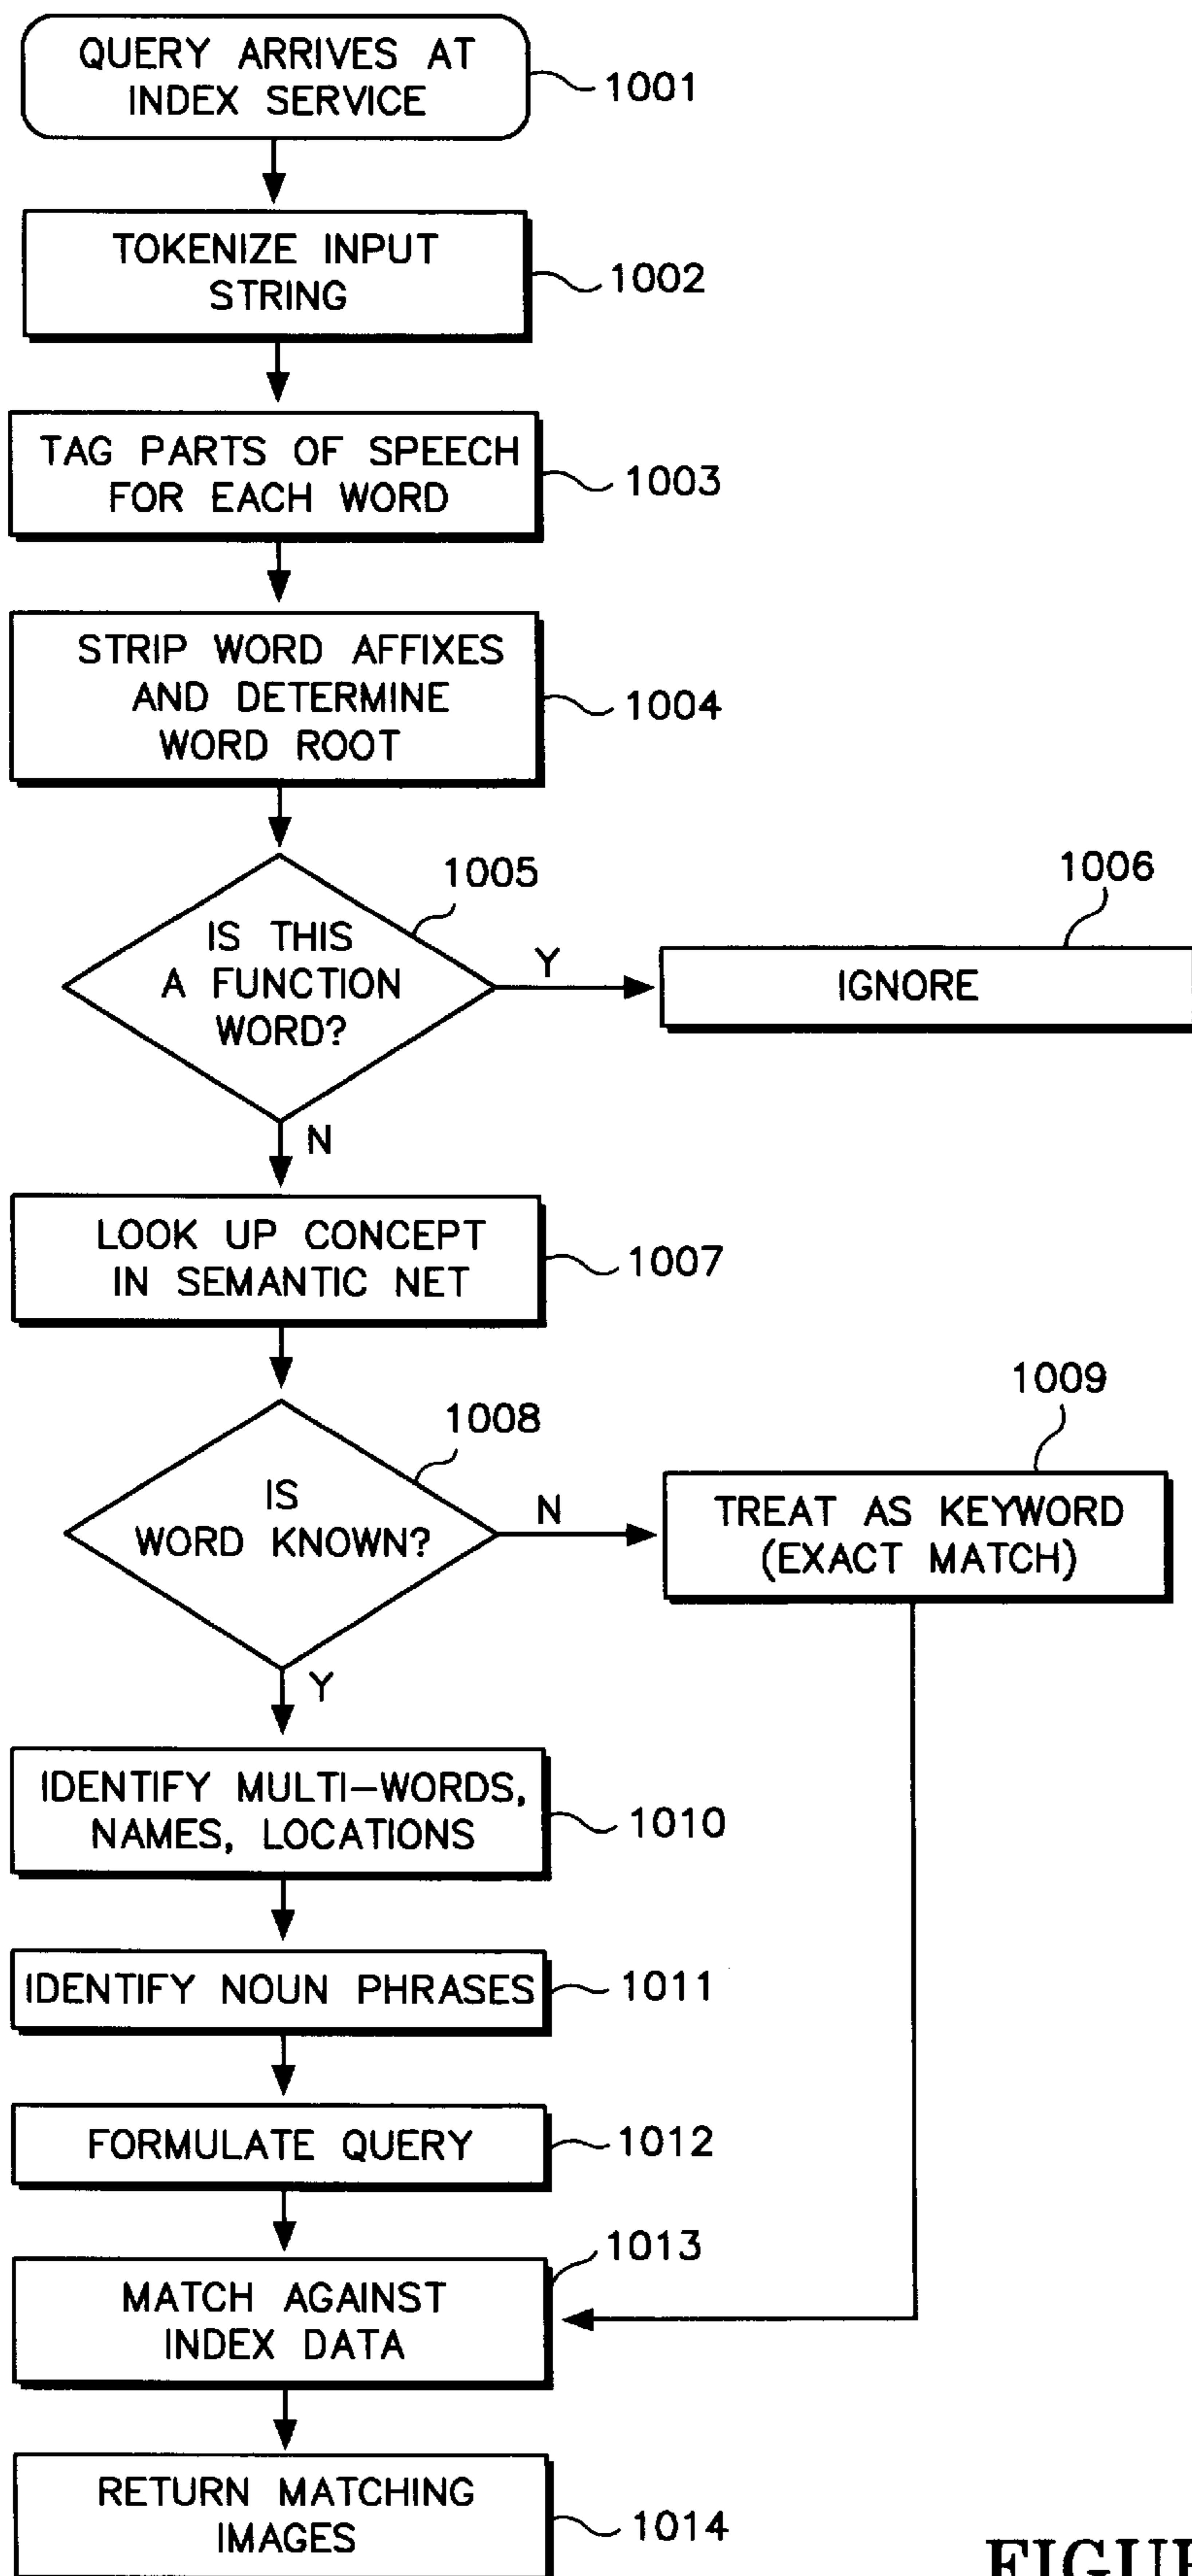 QUERY ARRIVES AT
INDEX SERVICE
1001
TOKENIZE INPUT
STRING
1002
TAG PARTS OF SPEECH
FOR EACH WORD
1003
STRIP WORD AFFIXES
AND DETERMINE
WORD ROOT
1004
1005
IS THIS
A FUNCTION
WORD?
Y
1006
IGNORE
N
LOOK UP CONCEPT
IN SEMANTIC NET
1007
1008
IS
WORD KNOWN?
N
1009
TREAT AS KEYWORD
(EXACT MATCH)
Y
IDENTIFY MULTI-WORDS,
NAMES, LOCATIONS
1010
IDENTIFY NOUN PHRASES
1011
FORMULATE QUERY
1012
1013
MATCH AGAINST
INDEX DATA
RETURN MATCHING
IMAGES
1014